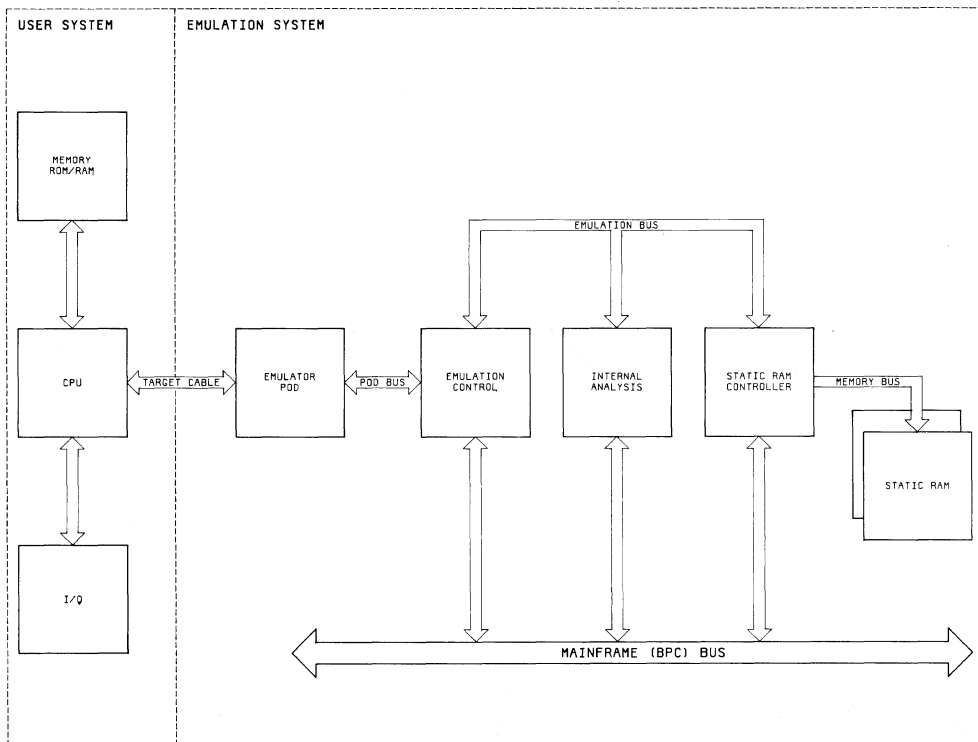 USER SYSTEM
EMULATION SYSTEM
MEMORY
ROM/RAM
EMULATION BUS
CPU
TARGET CABLE
EMULATOR
POD
POD BUS
EMULATION
CONTROL
INTERNAL
ANALYSIS
STATIC RAM
CONTROLLER
MEMORY BUS
STATIC RAM
I/O
MAINFRAME (BPC) BUS